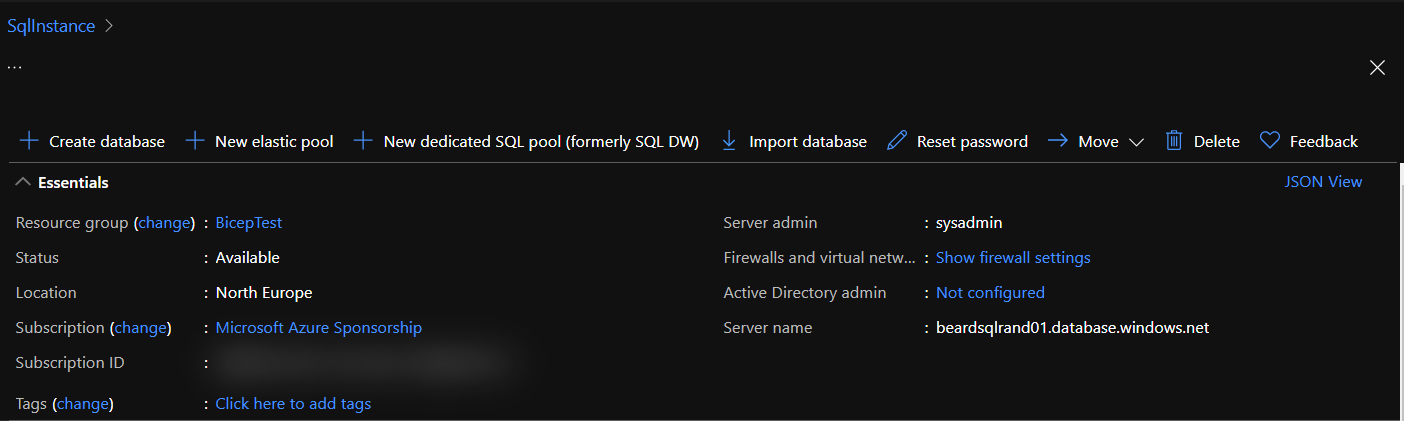 SqlInstance >
...
+ Create database + New elastic pool + New dedicated SQL pool (formerly SQL DW) Import database Reset password Move Delete Feedback
Essentials JSON View
Resource group (change) : BicepTest Server admin : sysadmin
Status : Available Firewalls and virtual netw... : Show firewall settings
Location : North Europe Active Directory admin : Not configured
Subscription (change) : Microsoft Azure Sponsorship Server name : beardsqlrand01.database.windows.net
Subscription ID :
Tags (change) : Click here to add tags